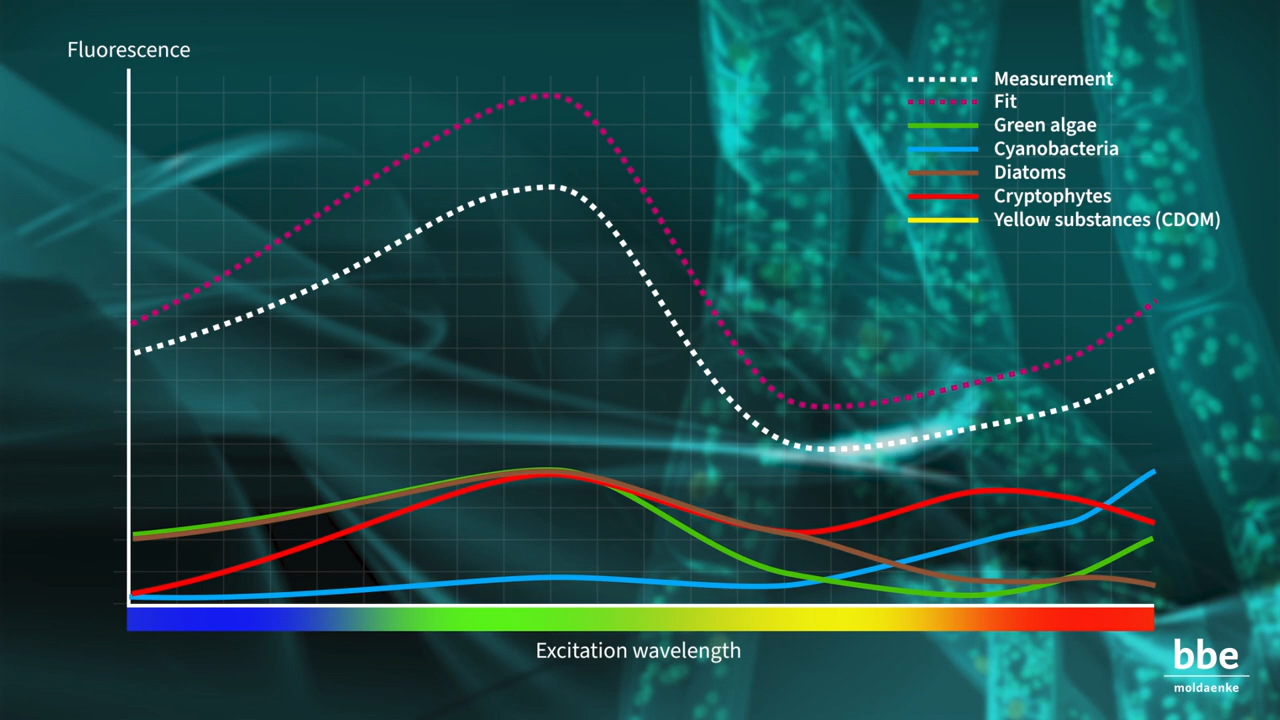 Fluorescence
Measurement
Fit
Green algae
Cyanobacteria
Diatoms
Cryptophytes
Yellow substances (CDOM)
Excitation wavelength
bbe
moldaenke